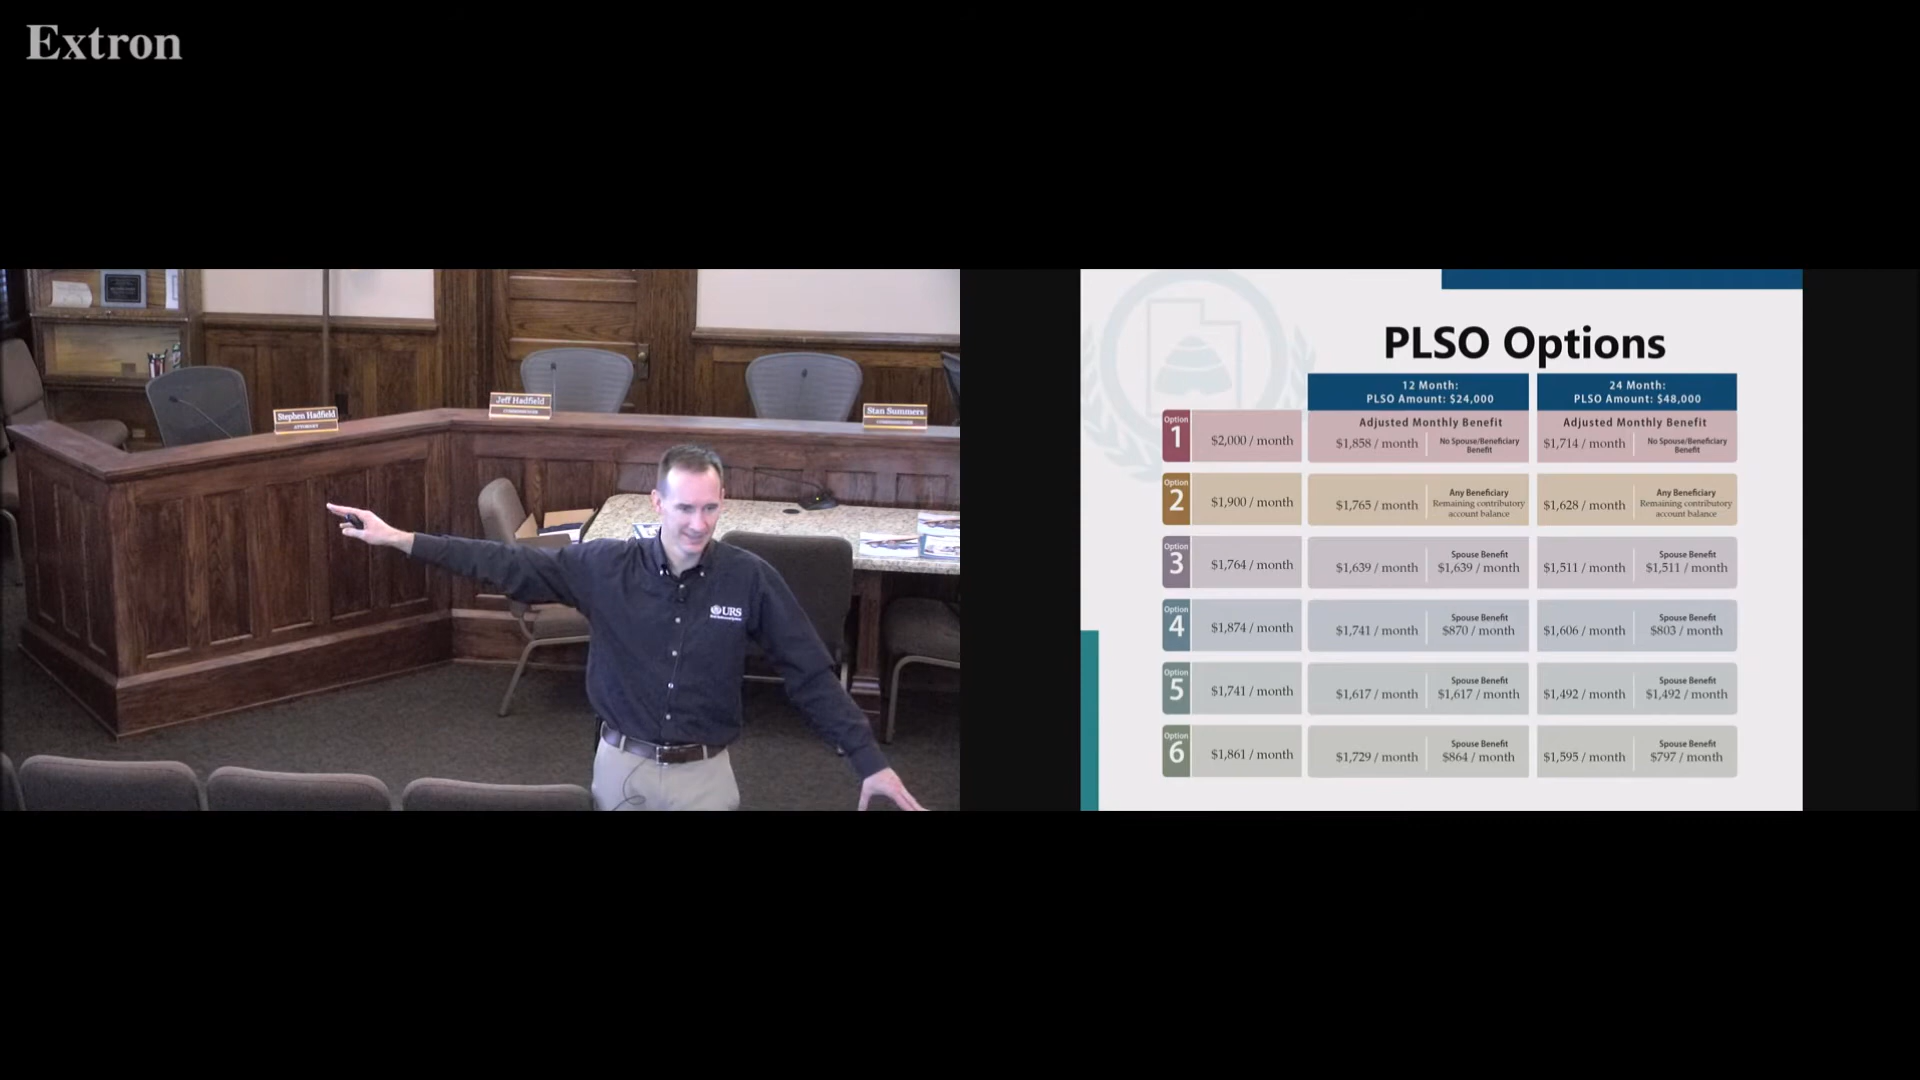 Extron
Stephen Hadfield
ATTORNEY
Jeff Hadfield
COMMISSIONER
Stan Summers
COMMISSIONER
URS
PLSO Options
12 Month:
PLSO Amount: $24,000
24 Month:
PLSO Amount: $48,000
Option
1
$2,000 / month
Adjusted Monthly Benefit
$1,858 / month
No Spouse/Beneficiary
Benefit
Adjusted Monthly Benefit
$1,714 / month
No Spouse/Beneficiary
Benefit
Option
2
$1,900 / month
$1,765 / month
Any Beneficiary
Remaining contributory
account balance
$1,628 / month
Any Beneficiary
Remaining contributory
account balance
Option
3
$1,764 / month
$1,639 / month
Spouse Benefit
$1,639 / month
$1,511 / month
Spouse Benefit
$1,511 / month
Option
4
$1,874 / month
$1,741 / month
Spouse Benefit
$870 / month
$1,606 / month
Spouse Benefit
$803 / month
Option
5
$1,741 / month
$1,617 / month
Spouse Benefit
$1,617 / month
$1,492 / month
Spouse Benefit
$1,492 / month
Option
6
$1,861 / month
$1,729 / month
Spouse Benefit
$864 / month
$1,595 / month
Spouse Benefit
$797 / month